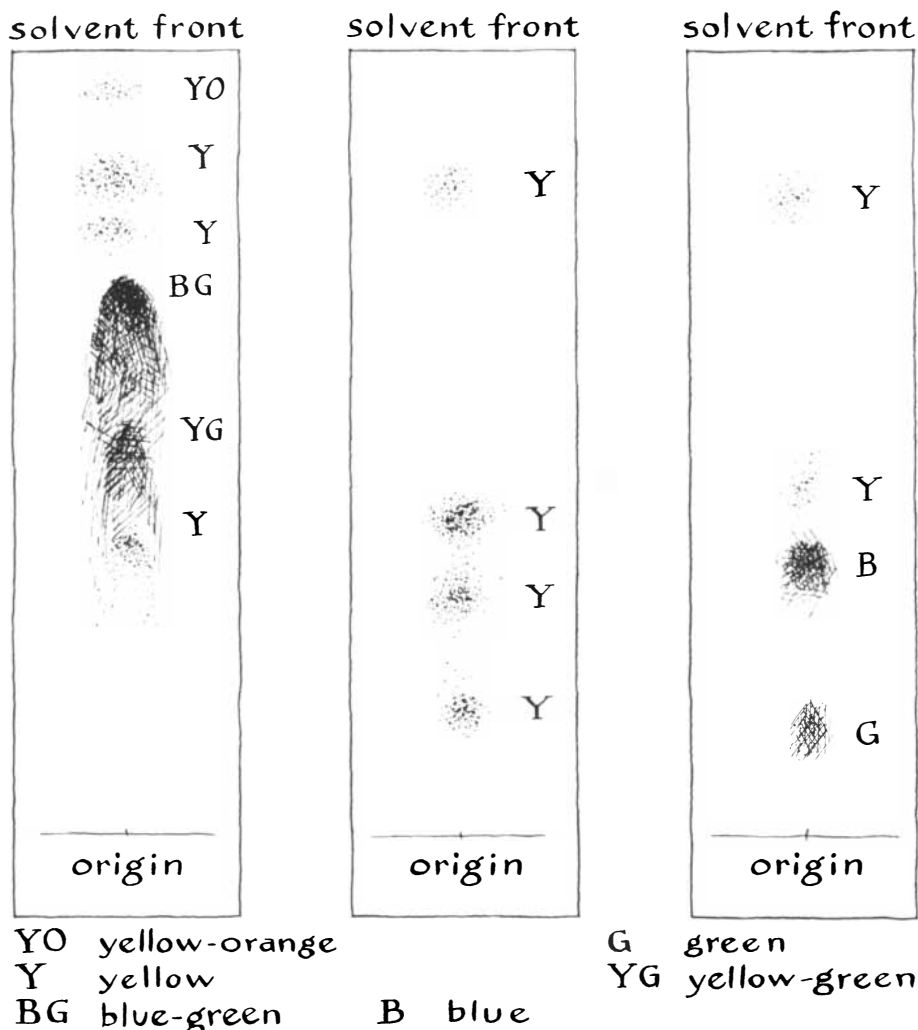 solvent front solvent front solvent front
YO
Y
Y Y
Y
BG
YG
Y
Y Y
B
Y
Y G
origin origin origin
YO yellow-orange G green
Y yellow YG yellow-green
BG blue-green B blue